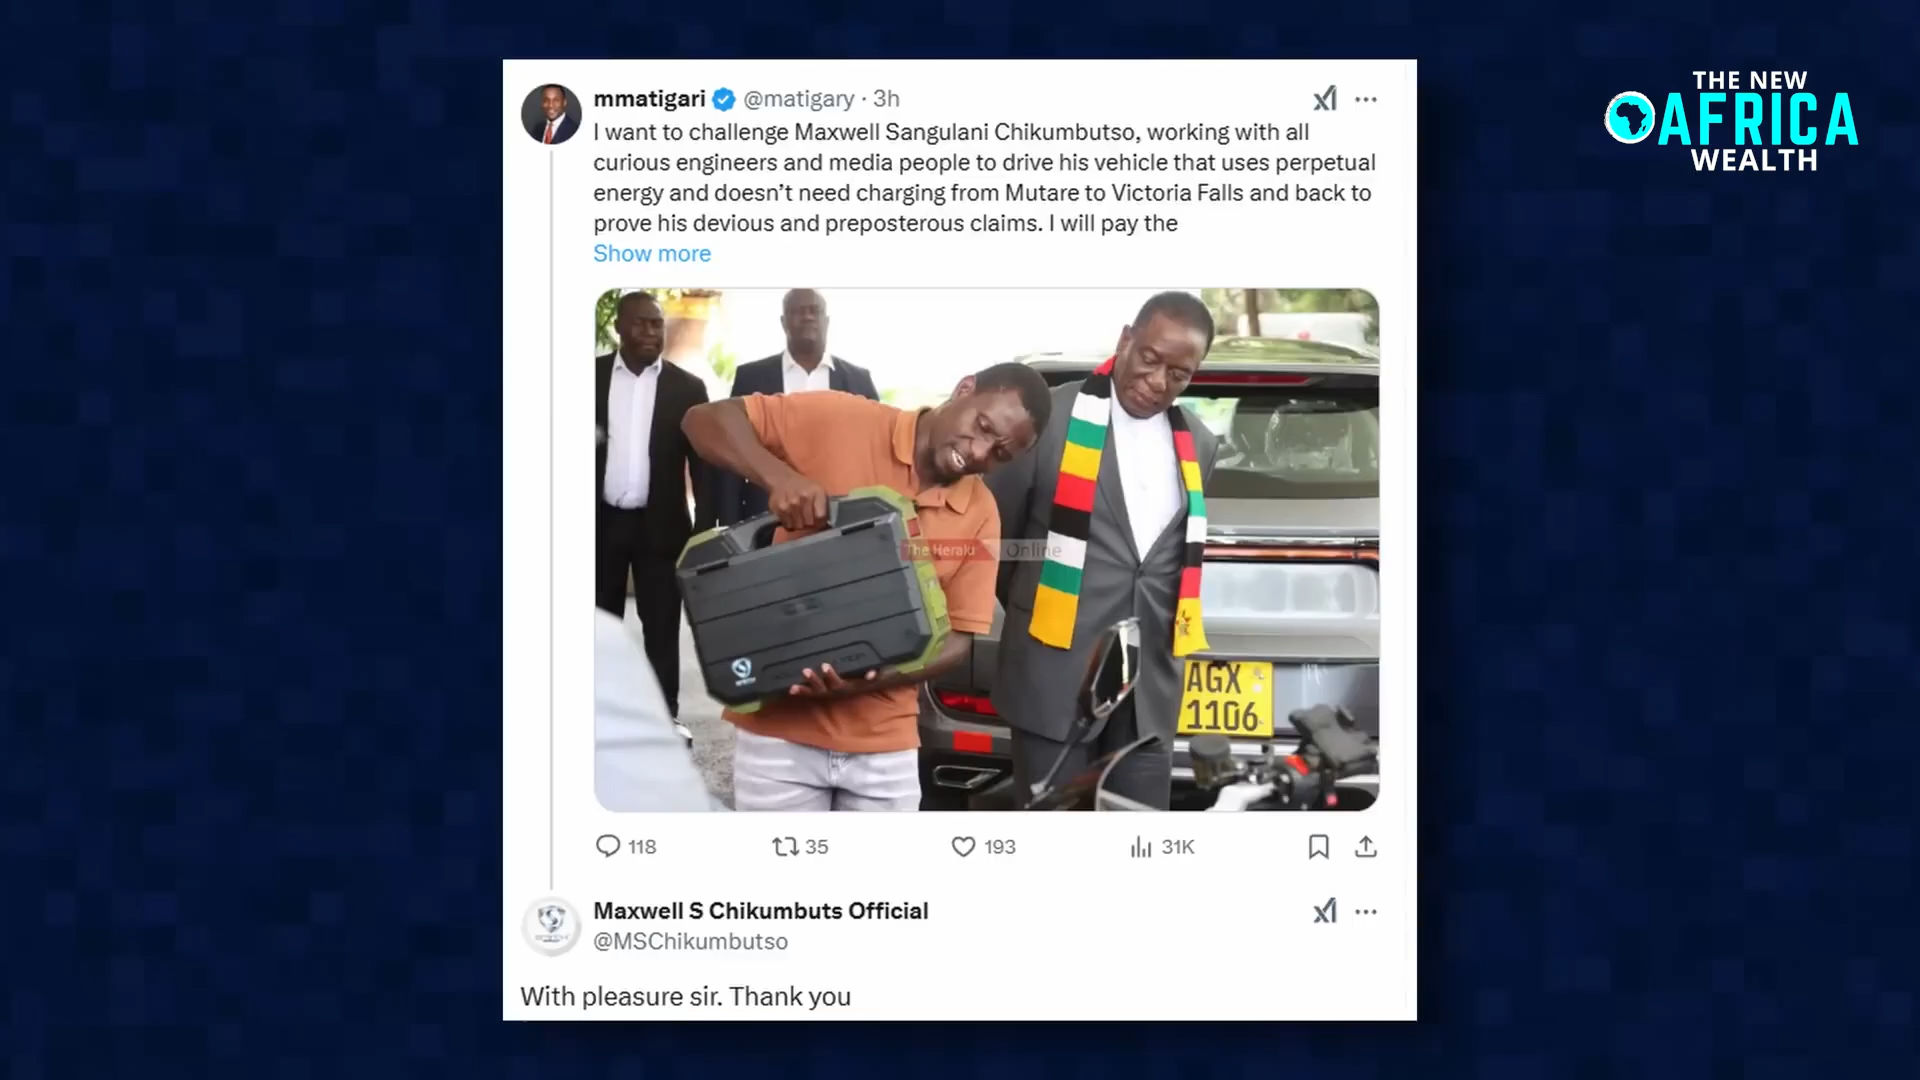 THE NEW
AFRICA
WEALTH
mmatigari @matigary · 3h
I want to challenge Maxwell Sangulani Chikumbutso, working with all
curious engineers and media people to drive his vehicle that uses perpetual
energy and doesn't need charging from Mutare to Victoria Falls and back to
prove his devious and preposterous claims. I will pay the
Show more
The Herald Online
AGX
1106
118 35 193 31K
Maxwell S Chikumbuts Official
@MSChikumbutso
With pleasure sir. Thank you